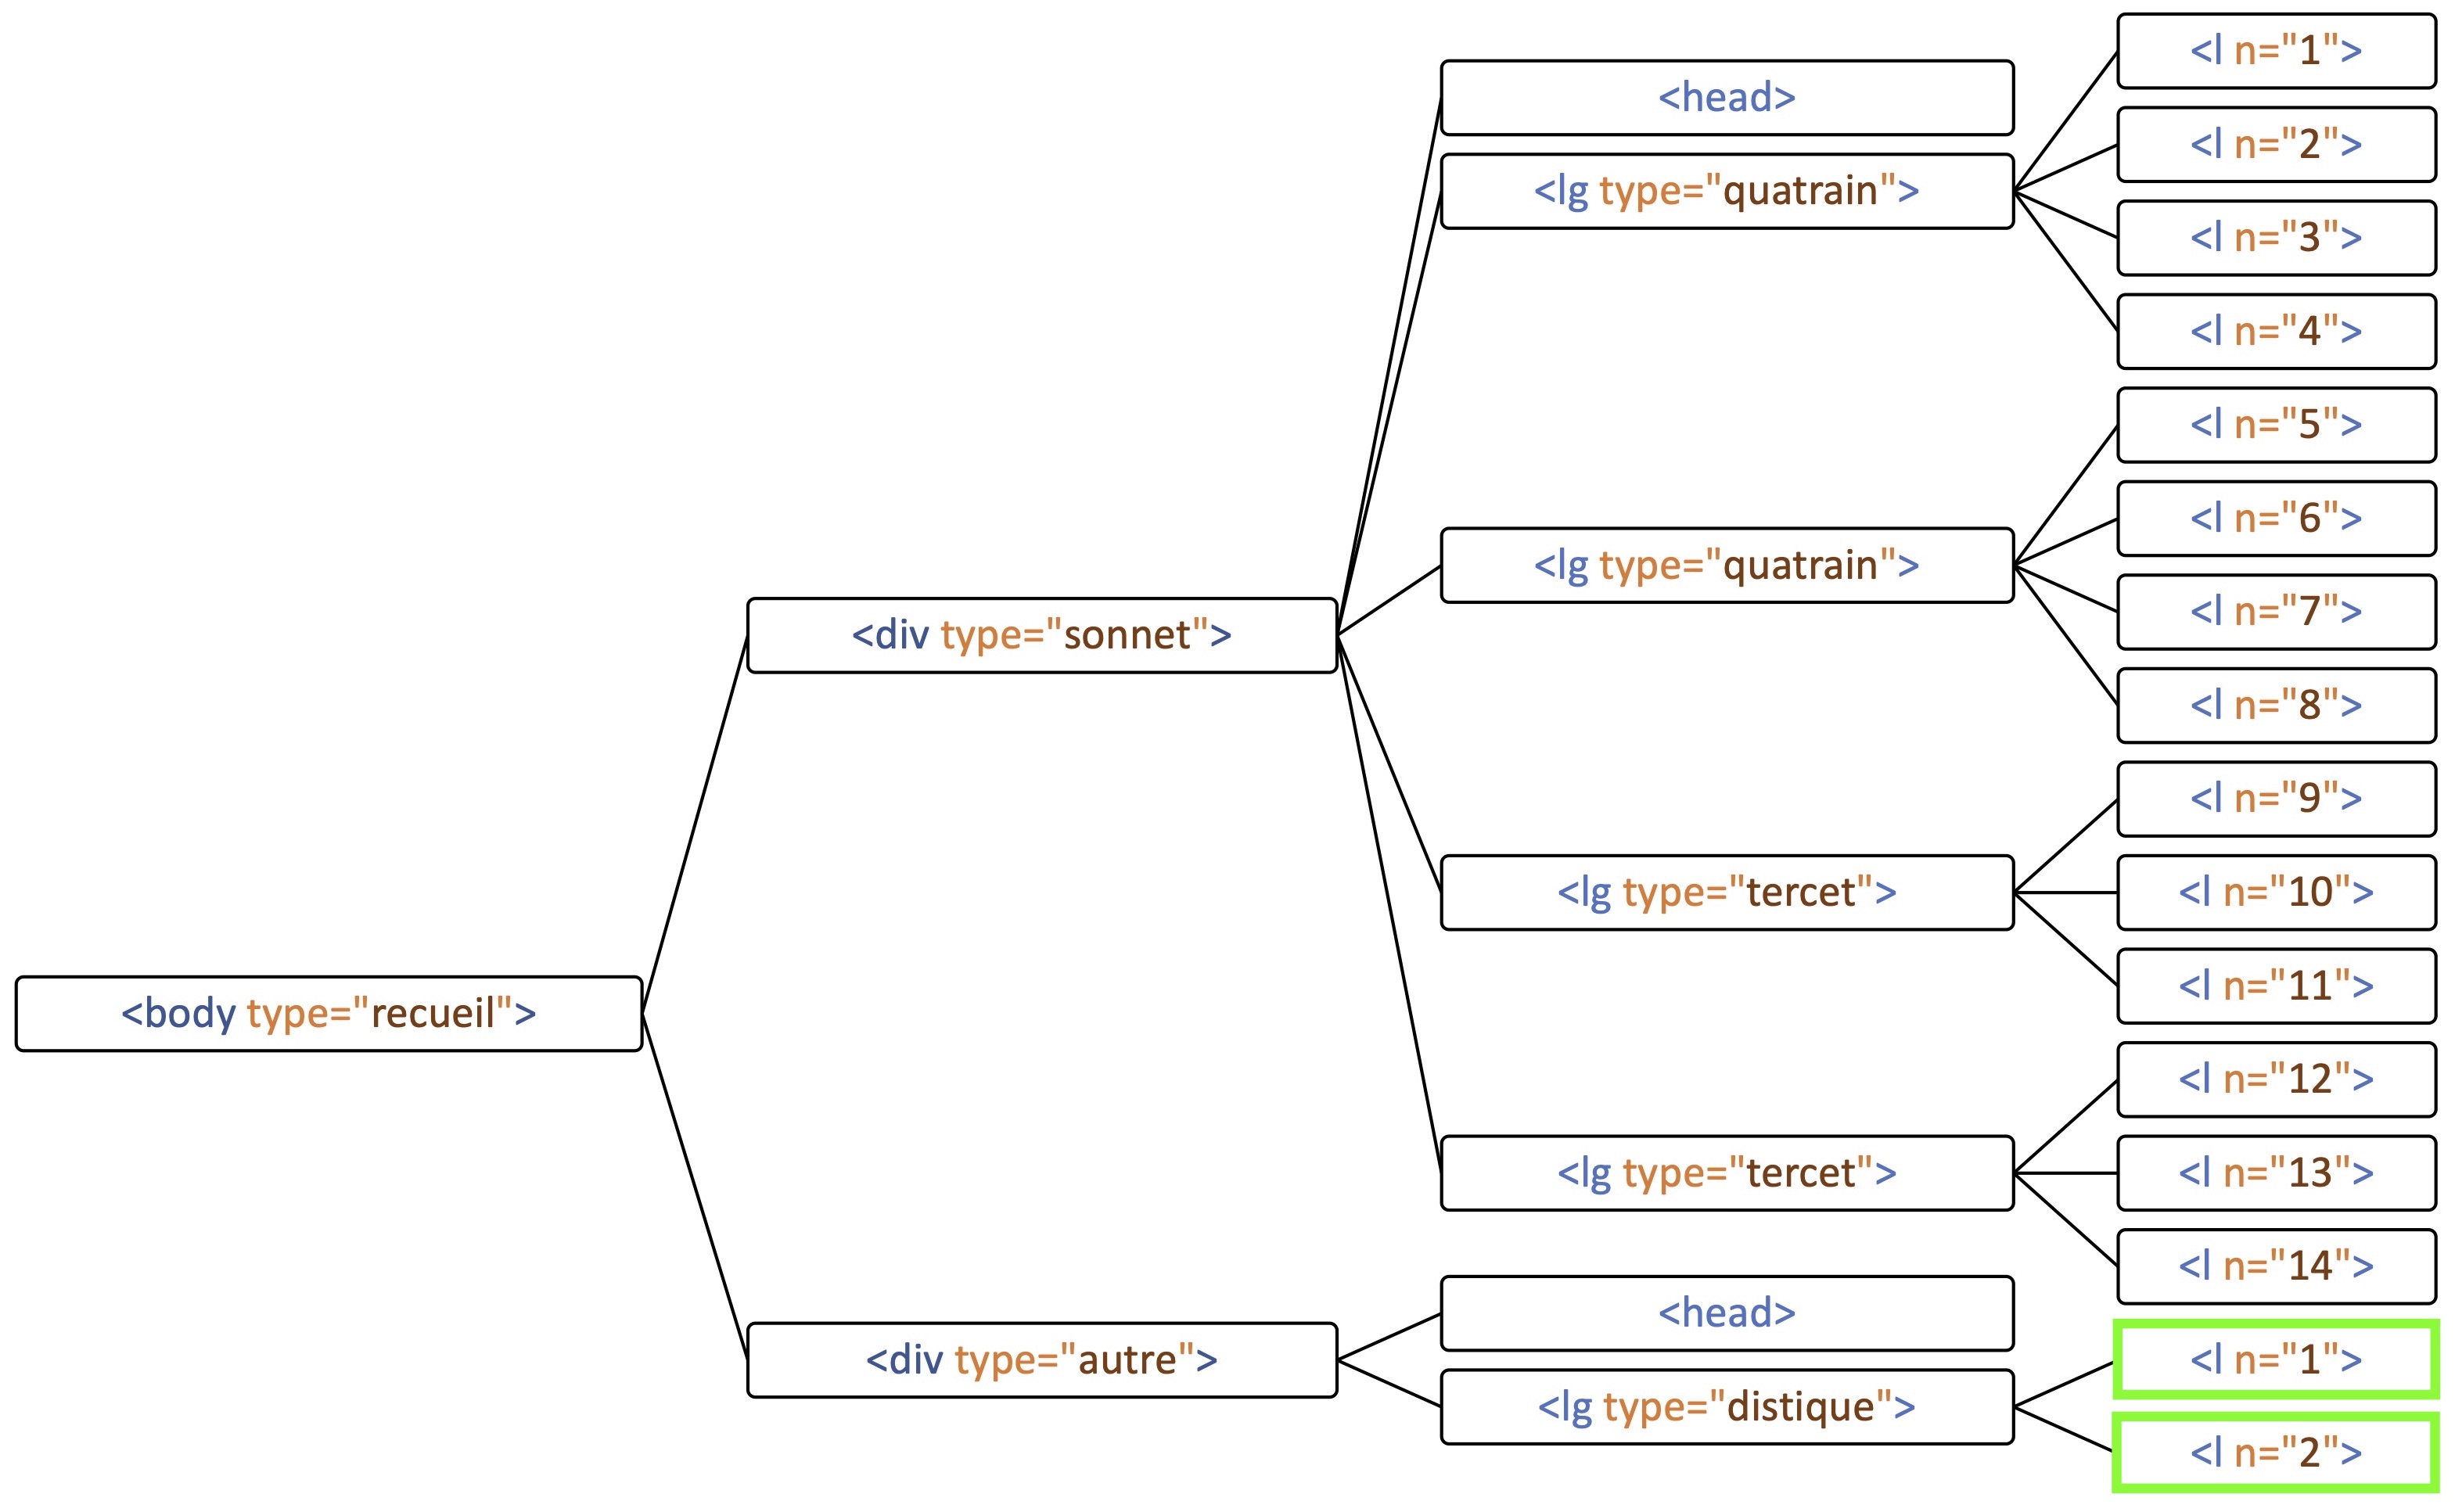 <body type="recueil">
<div type="sonnet">
<head>
<lg type="quatrain">
<l n="1">
<l n="2">
<l n="3">
<l n="4">
<lg type="quatrain">
<l n="5">
<l n="6">
<l n="7">
<l n="8">
<lg type="tercet">
<l n="9">
<l n="10">
<l n="11">
<lg type="tercet">
<l n="12">
<l n="13">
<l n="14">
<div type="autre">
<head>
<lg type="distique">
<l n="1">
<l n="2">